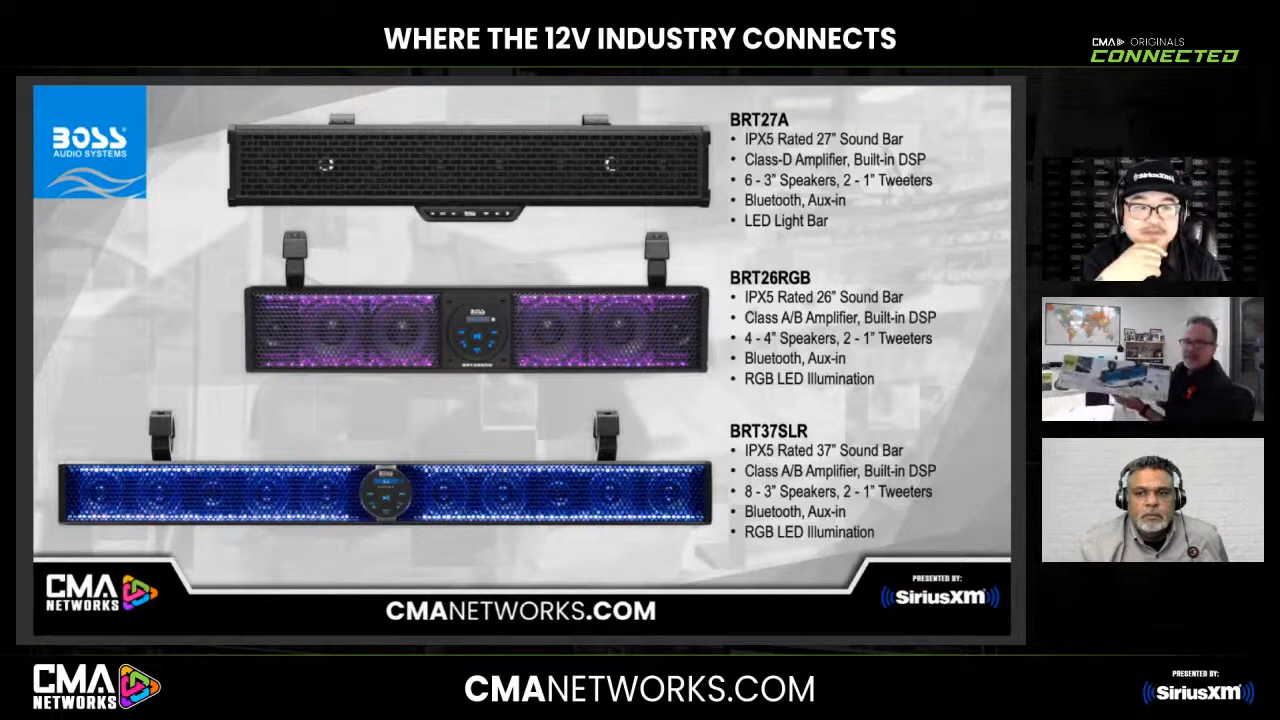 WHERE THE 12V INDUSTRY CONNECTS
CMA ORIGINALS
CONNECTED
BOSS
AUDIO SYSTEMS
BRT27A
• IPX5 Rated 27" Sound Bar
• Class-D Amplifier, Built-in DSP
• 6 - 3" Speakers, 2 - 1" Tweeters
• Bluetooth, Aux-in
• LED Light Bar
BRT26RGB
• IPX5 Rated 26" Sound Bar
• Class A/B Amplifier, Built-in DSP
• 4 - 4" Speakers, 2 - 1" Tweeters
• Bluetooth, Aux-in
• RGB LED Illumination
BOSS
BRT26RGB
BRT37SLR
• IPX5 Rated 37" Sound Bar
• Class A/B Amplifier, Built-in DSP
• 8 - 3" Speakers, 2 - 1" Tweeters
• Bluetooth, Aux-in
• RGB LED Illumination
BOSS
SiriusXM
CMA
NETWORKS
CMANETWORKS.COM
PRESENTED BY:
SiriusXM
CMA
NETWORKS
CMANETWORKS.COM
PRESENTED BY:
SiriusXM